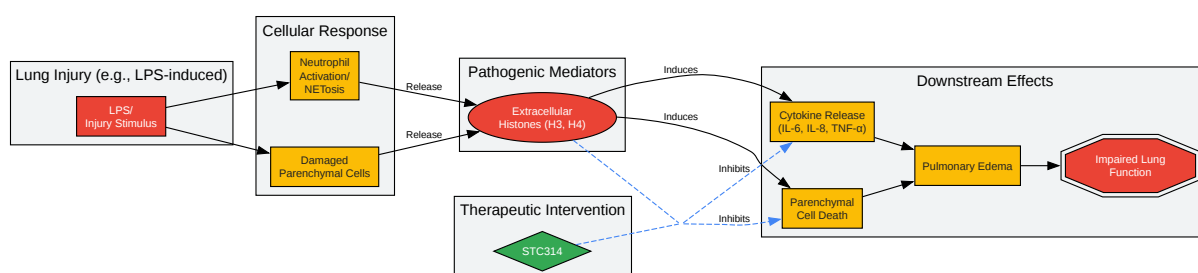 Lung Injury (e.g., LPS-induced)
LPS/
Injury Stimulus
Cellular Response
Neutrophil
Activation/
NETosis
Damaged
Parenchymal Cells
Release
Release
Pathogenic Mediators
Extracellular
Histones (H3, H4)
Therapeutic Intervention
STC314
Induces
Induces
Inhibits
Inhibits
Downstream Effects
Cytokine Release
(IL-6, IL-8, TNF-α)
Parenchymal
Cell Death
Pulmonary Edema
Impaired Lung
Function